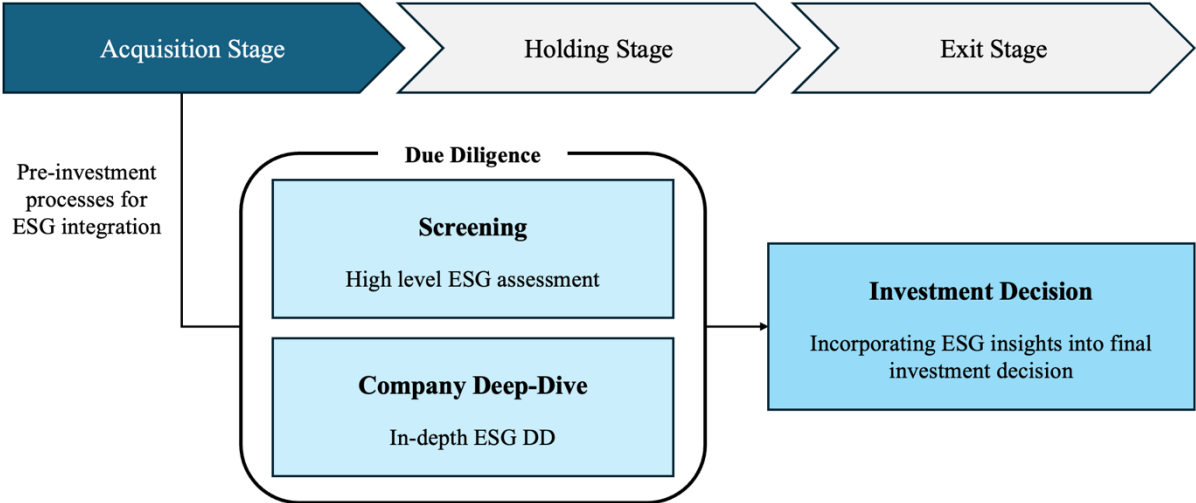 Acquisition Stage
Holding Stage
Exit Stage
Pre-investment
processes for
ESG integration
Due Diligence
Screening
High level ESG assessment
Company Deep-Dive
In-depth ESG DD
Investment Decision
Incorporating ESG insights into final
investment decision